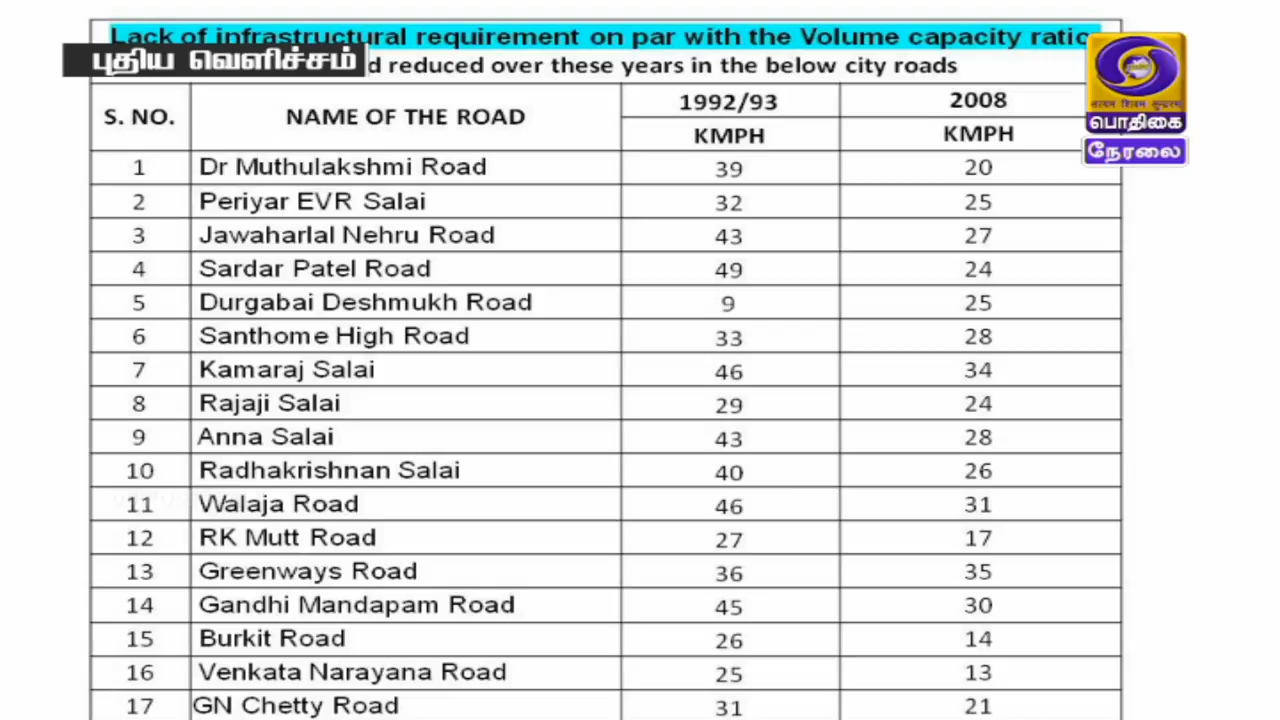 Lack of infrastructural requirement on par with the Volume capacity ratio
புதிய வெளிச்சம்
d reduced over these years in the below city roads
பொதிகை
நேரலை
S. NO. NAME OF THE ROAD 1992/93 2008
KMPH KMPH
1 Dr Muthulakshmi Road 39 20
2 Periyar EVR Salai 32 25
3 Jawaharlal Nehru Road 43 27
4 Sardar Patel Road 49 24
5 Durgabai Deshmukh Road 9 25
6 Santhome High Road 33 28
7 Kamaraj Salai 46 34
8 Rajaji Salai 29 24
9 Anna Salai 43 28
10 Radhakrishnan Salai 40 26
11 Walaja Road 46 31
12 RK Mutt Road 27 17
13 Greenways Road 36 35
14 Gandhi Mandapam Road 45 30
15 Burkit Road 26 14
16 Venkata Narayana Road 25 13
17 GN Chetty Road 31 21